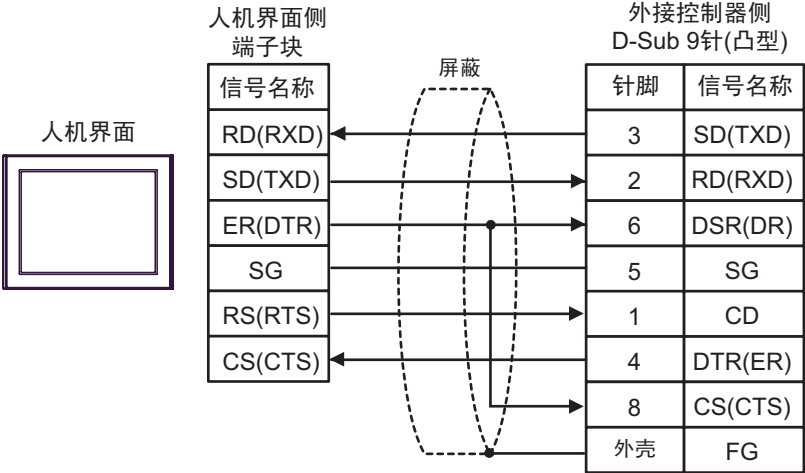 人机界面侧
端子块
外接控制器侧
D-Sub 9针(凸型)
屏蔽
人机界面
信号名称
针脚 信号名称
RD(RXD) 3 SD(TXD)
SD(TXD) 2 RD(RXD)
ER(DTR) 6 DSR(DR)
SG 5 SG
RS(RTS) 1 CD
CS(CTS) 4 DTR(ER)
8 CS(CTS)
外壳 FG